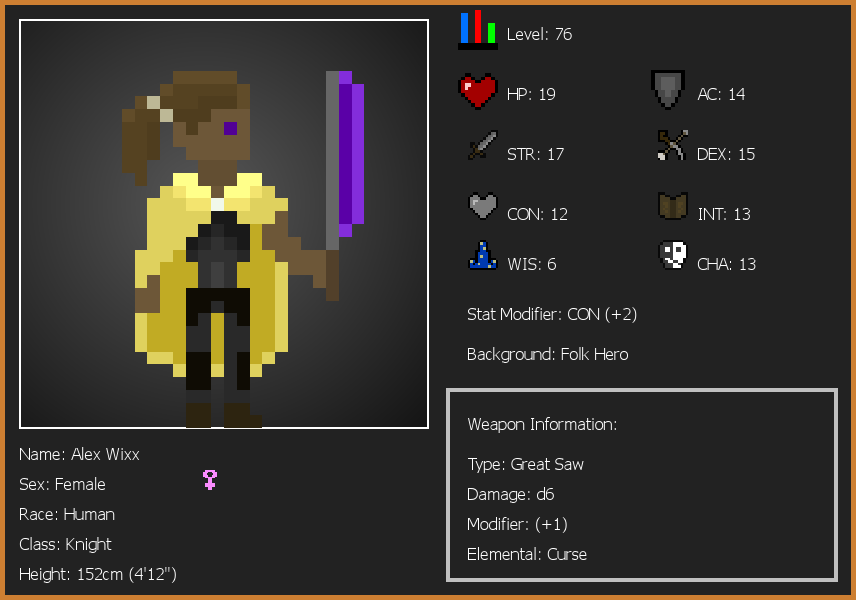 Level: 76
HP: 19
AC: 14
STR: 17
DEX: 15
CON: 12
INT: 13
WIS: 6
CHA: 13
Stat Modifier: CON (+2)
Background: Folk Hero
Weapon Information:
Type: Great Saw
Damage: d6
Modifier: (+1)
Elemental: Curse
Name: Alex Wixx
Sex: Female
Race: Human
Class: Knight
Height: 152cm (4'12")